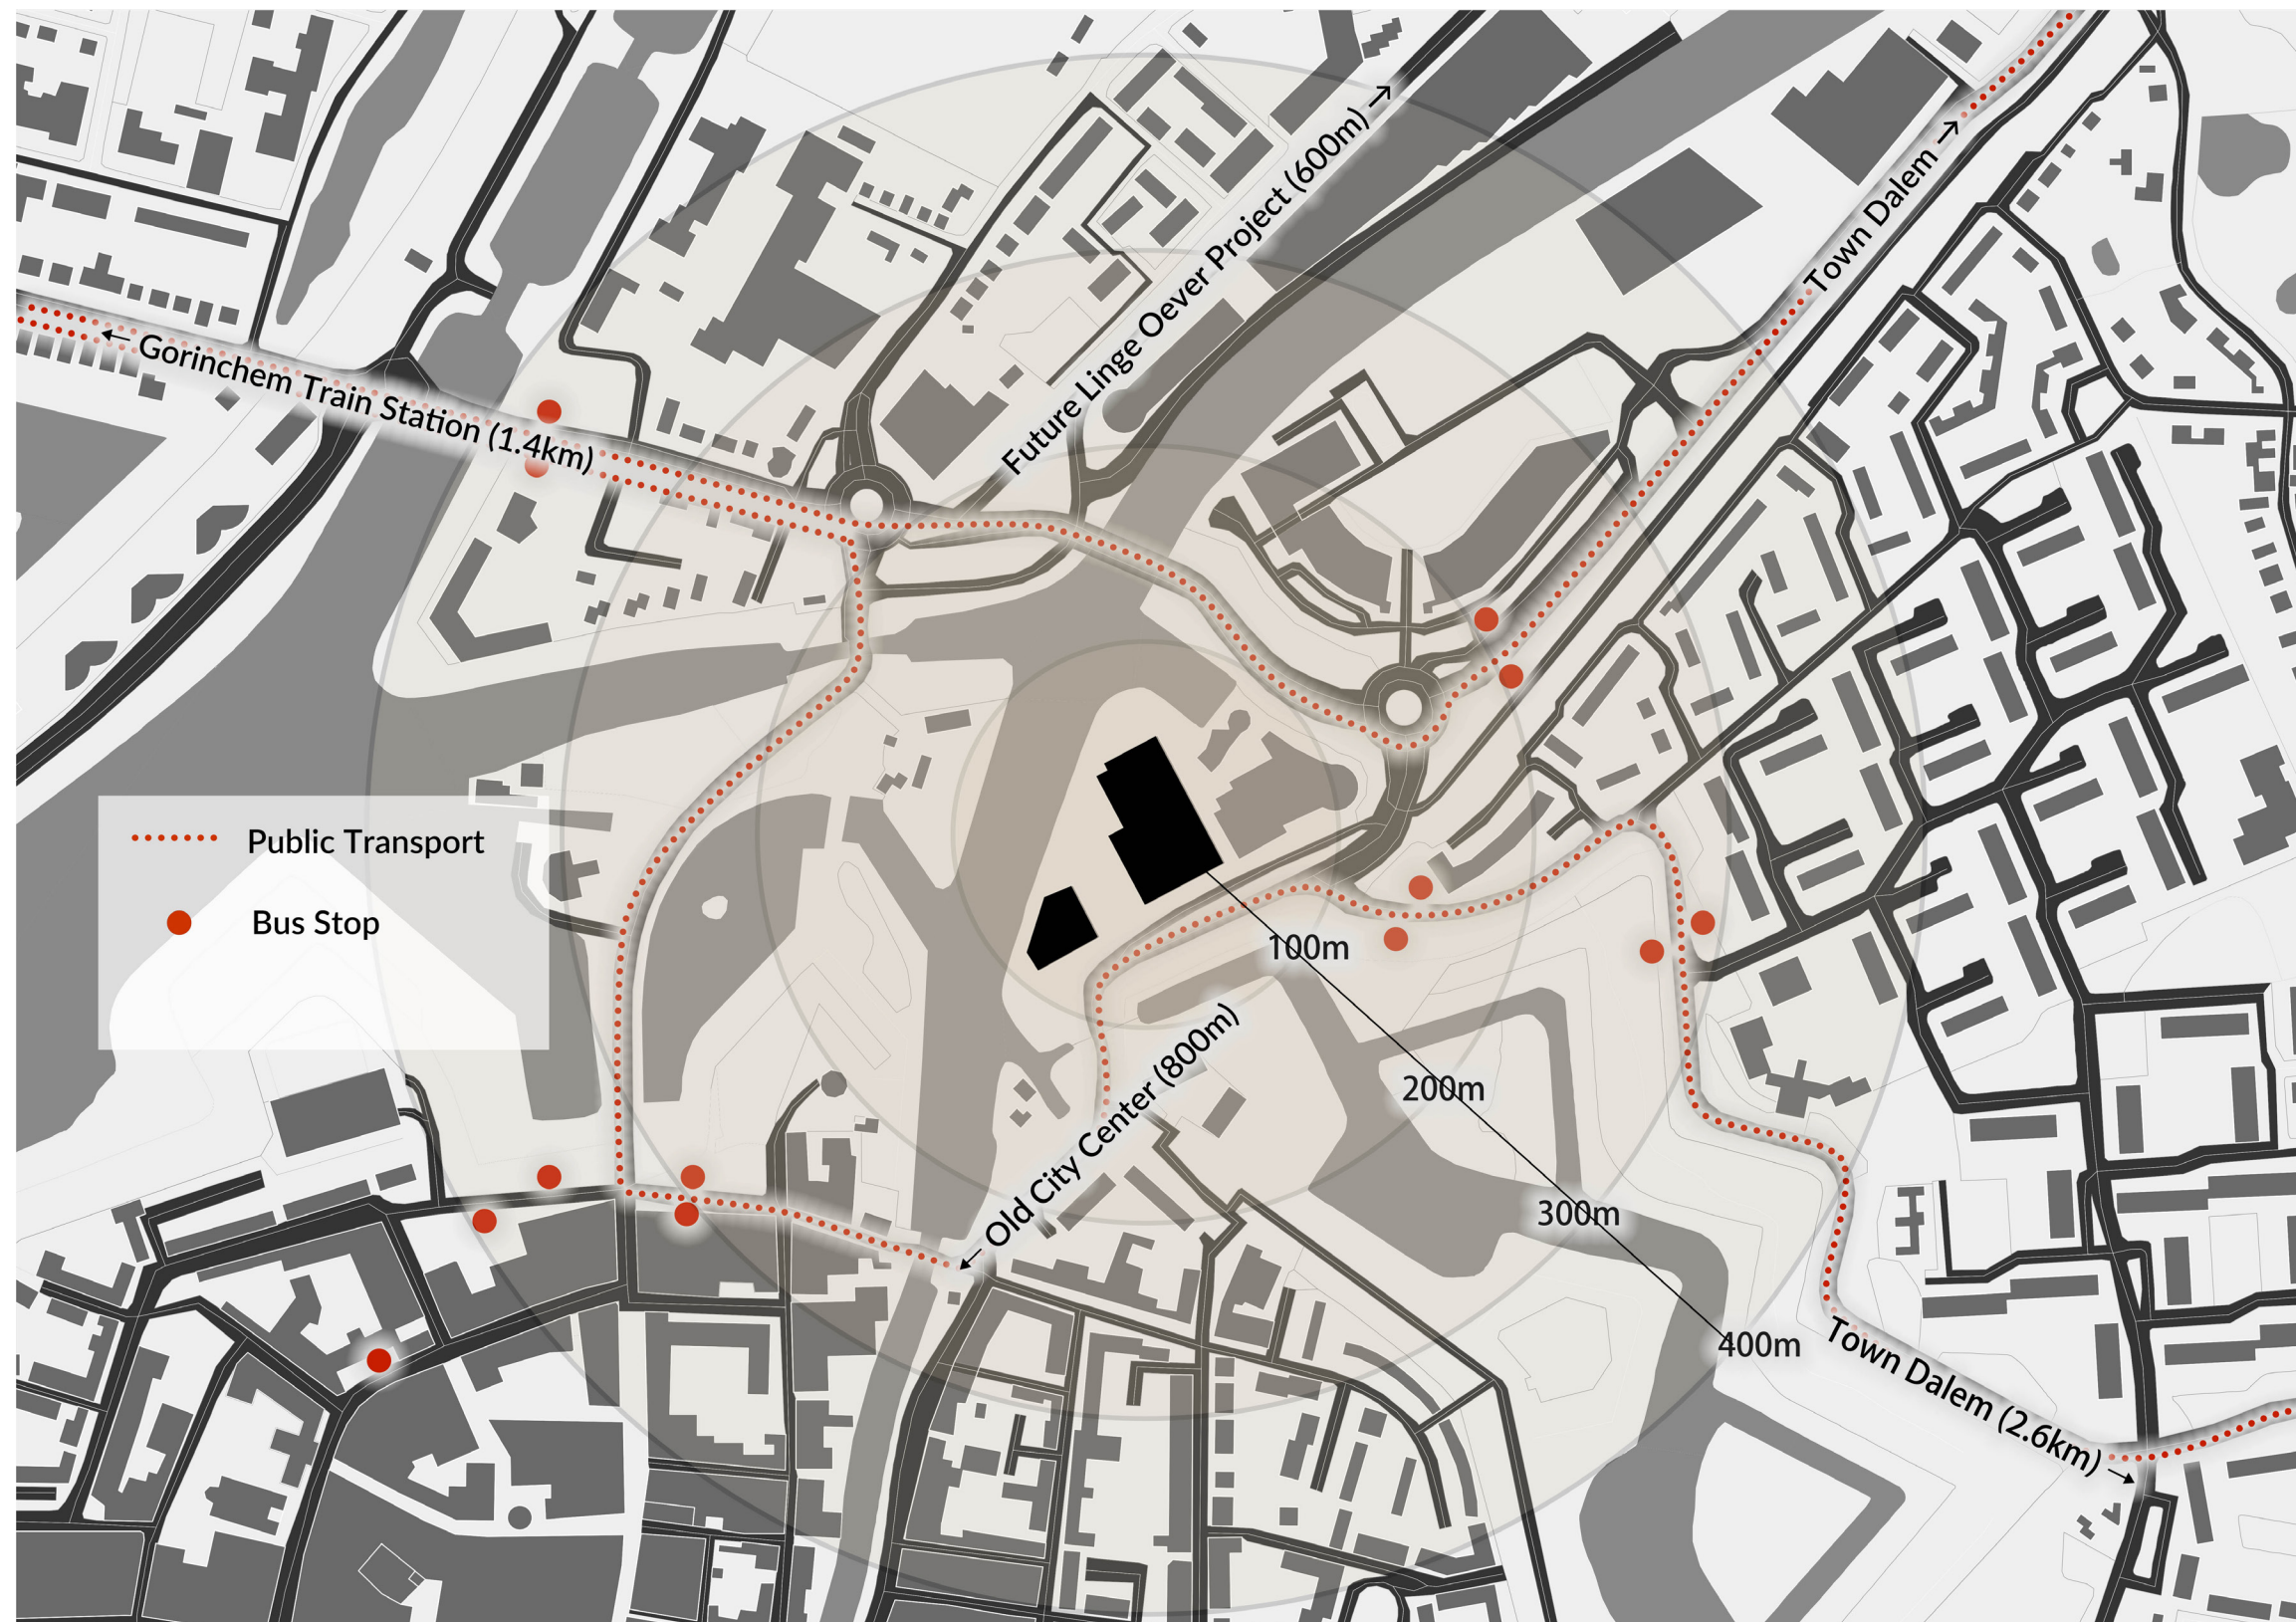 Future Linge Oever Project (600m) →
Town Dalem →
← Gorinchem Train Station (1.4km)
Public Transport
Bus Stop
100m
200m
300m
400m
← Old City Center (800m)
Town Dalem (2.6km) →